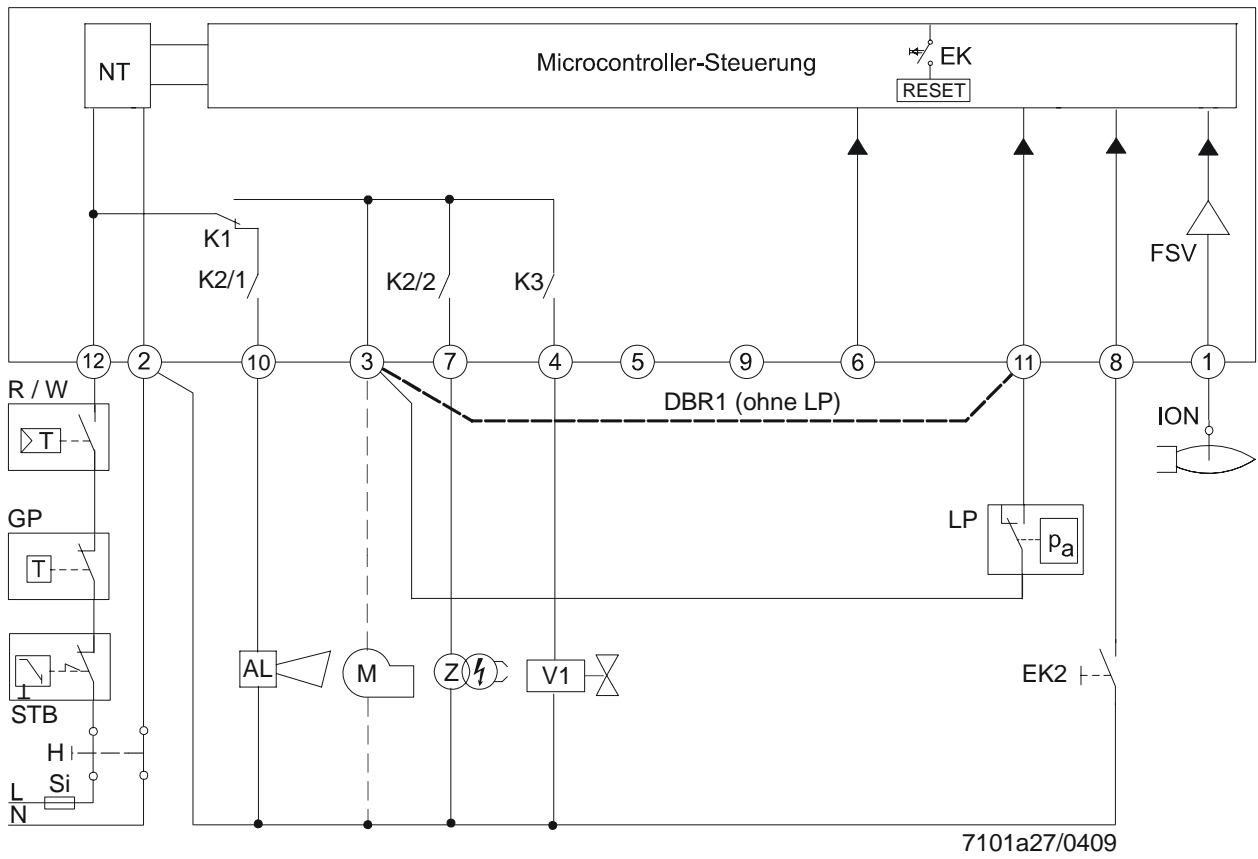 NT
Microcontroller-Steuerung
EK
RESET
K1
K2/1
K2/2
K3
FSV
12
2
10
3
7
4
5
9
6
11
8
1
R / W
DBR1 (ohne LP)
ION
T
GP
LP
T
pa
AL
M
Z
V1
EK2
STB
H
Si
L
N
7101a27/0409